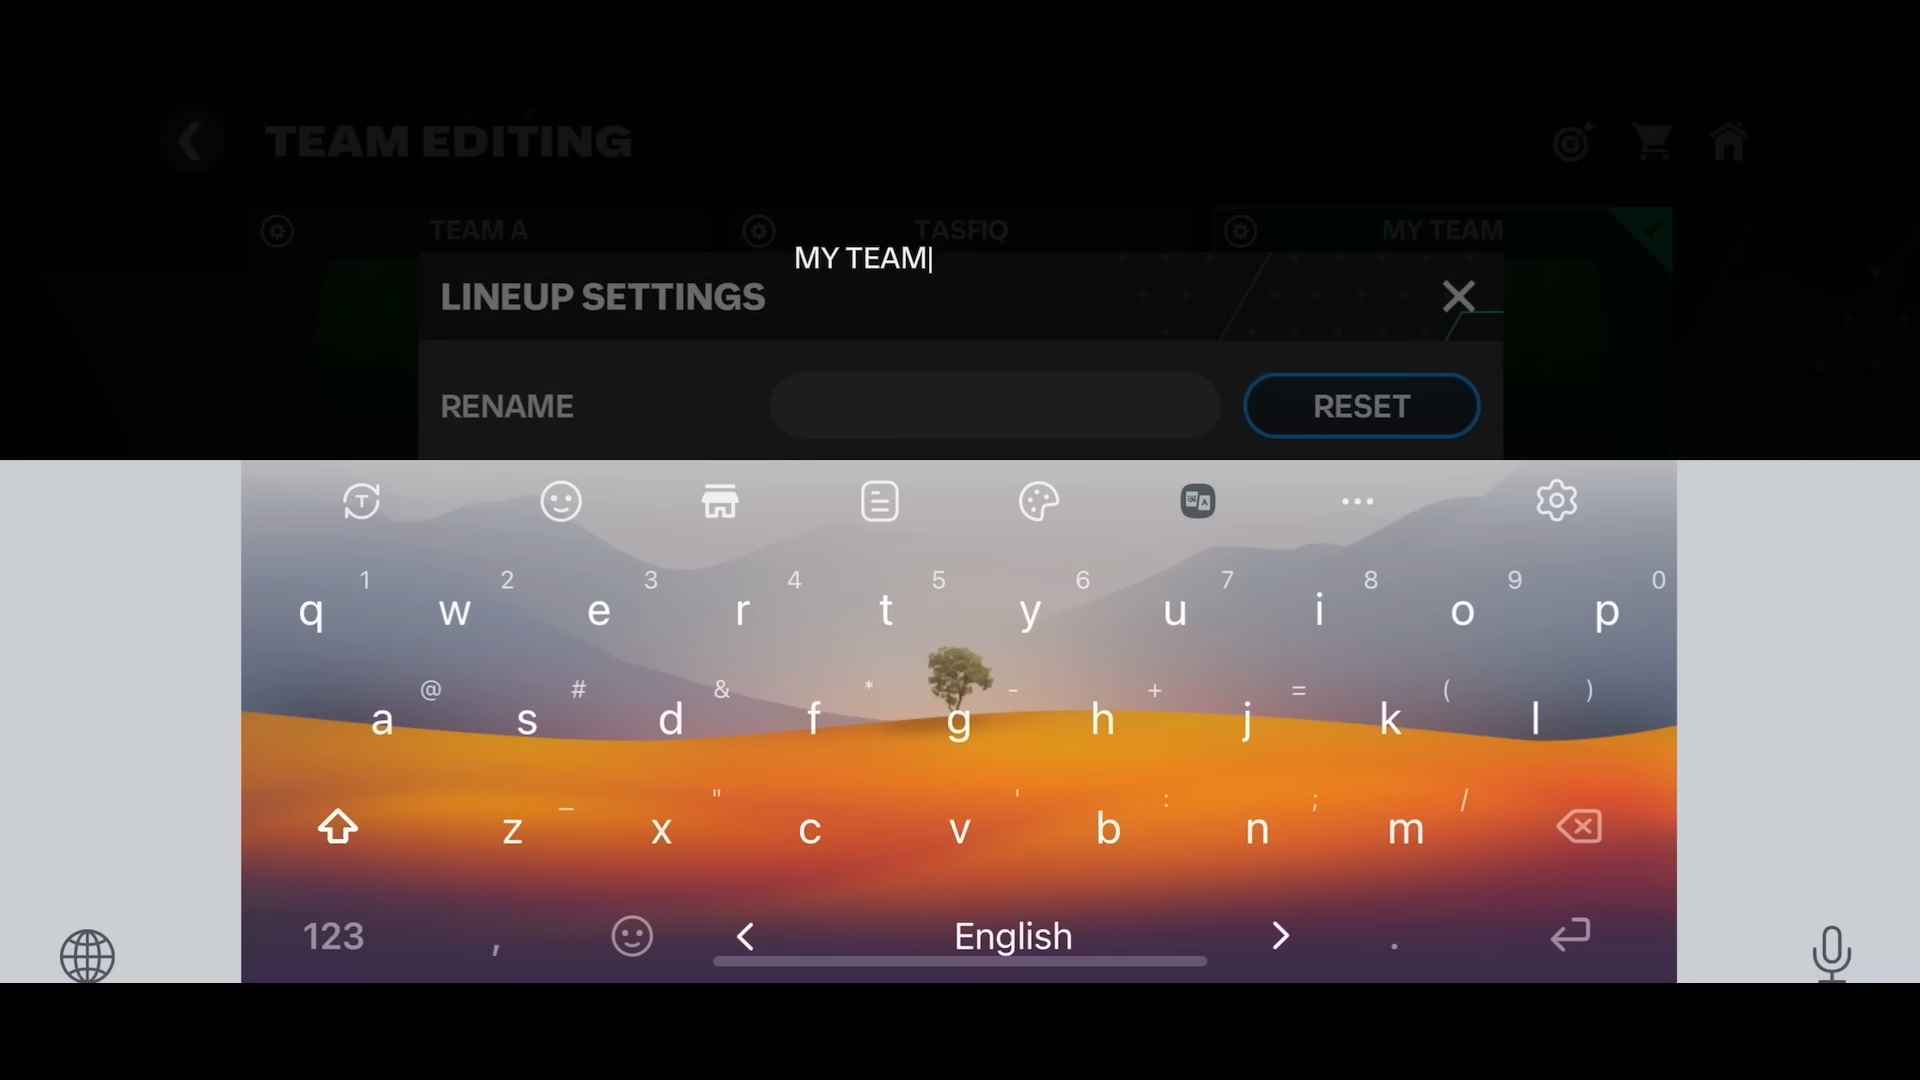 TEAM EDITING
TEAM A
TASFIQ
MY TEAM
MY TEAM
LINEUP SETTINGS
RENAME
RESET
T
A
1 2 3 4 5 6 7 8 9 0
q w e r t y u i o p
@ # & * - + = ( )
a s d f g h j k l
_ " ' : ; /
z x c v b n m
123 , < English > .